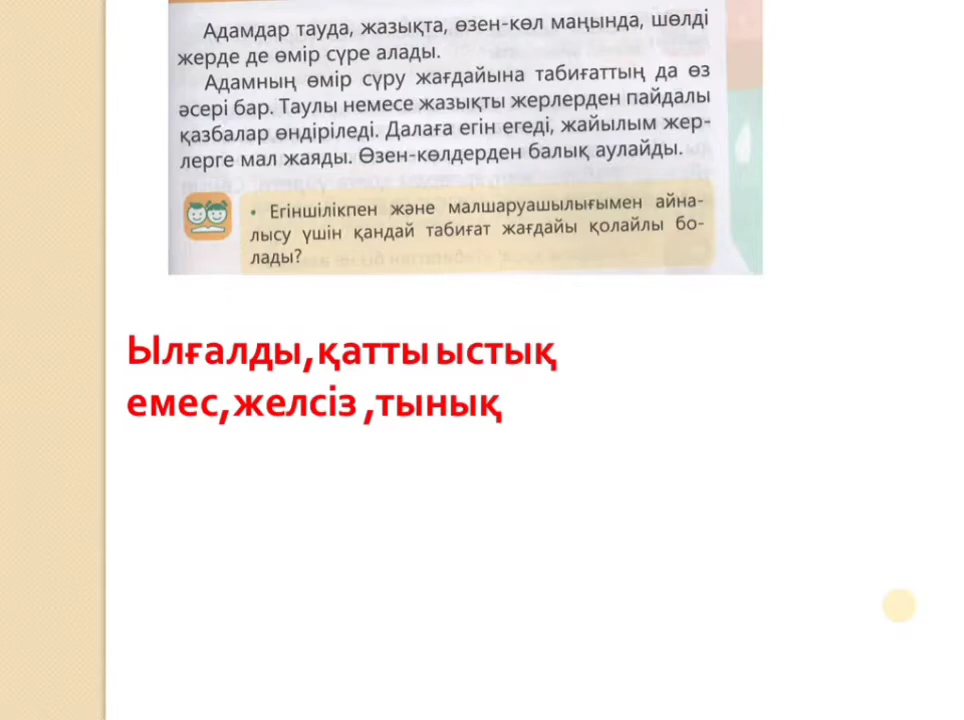 Адамдар тауда, жазықта, өзен-көл маңында, шөлді
жерде де өмір сүре алады.
Адамның өмір сүру жағдайына табиғаттың да өз
әсері бар. Таулы немесе жазықты жерлерден пайдалы
қазбалар өндіріледі. Далаға егін егеді, жайылым жер-
лерге мал жаяды. Өзен-көлдерден балық аулайды.
• Егіншілікпен және малшаруашылығымен айна-
лысу үшін қандай табиғат жағдайы қолайлы бо-
лады?
Ылғалды,қатты ыстық
емес,желсіз ,тынық